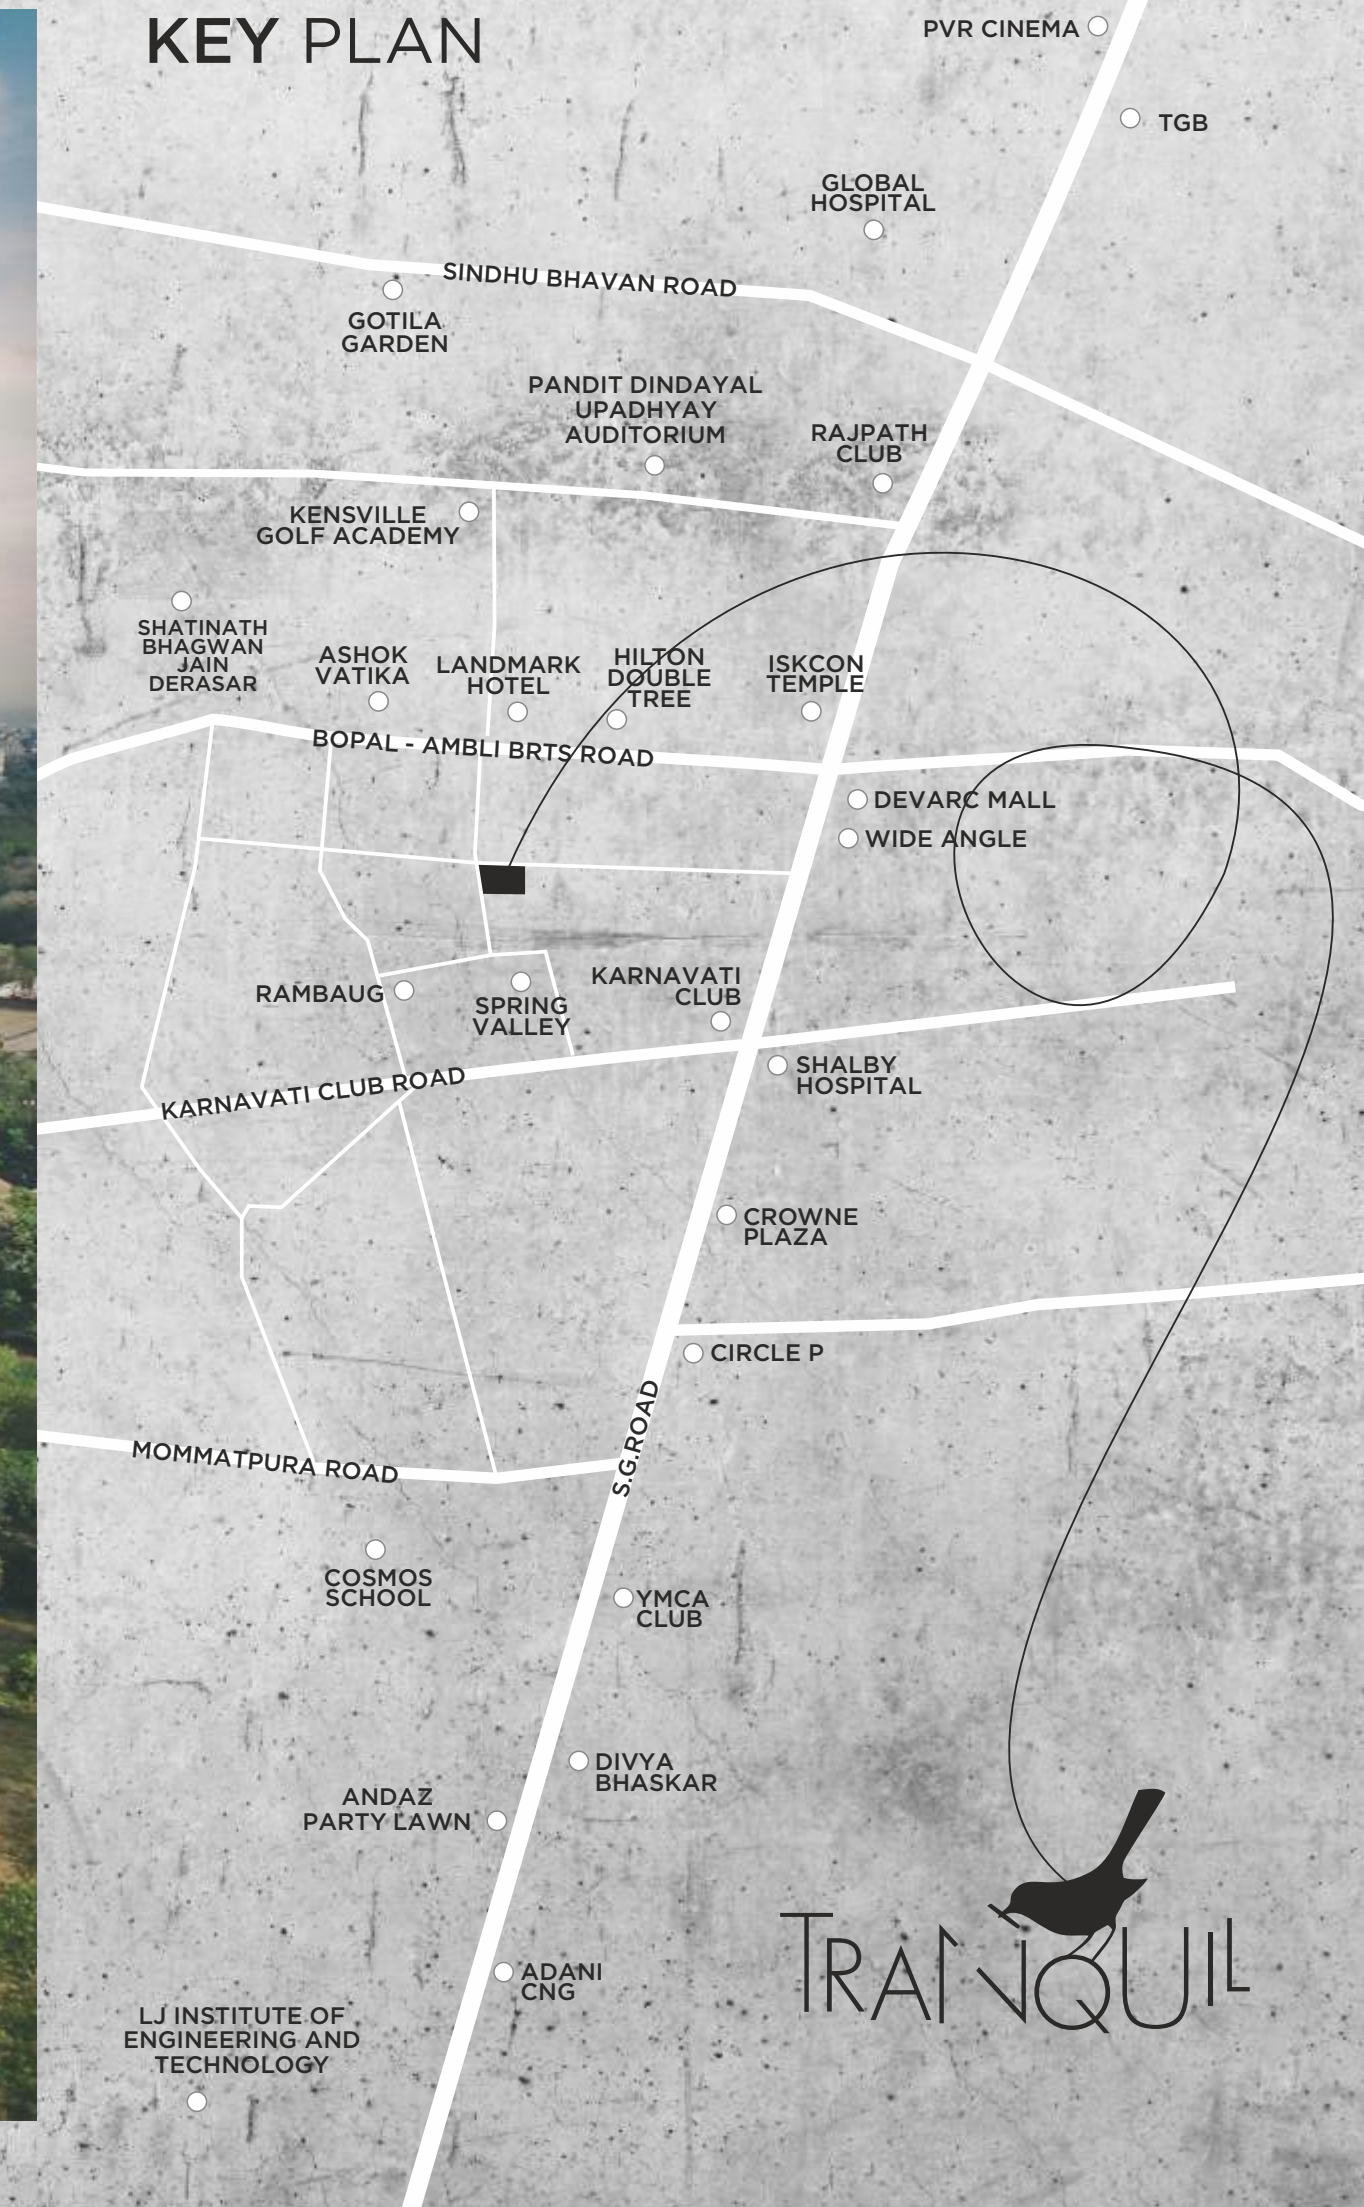 KEY PLAN
PVR CINEMA
TGB
GLOBAL
HOSPITAL
SINDHU BHAVAN ROAD
GOTILA
GARDEN
PANDIT DINDAYAL
UPADHYAY
AUDITORIUM
RAJPATH
CLUB
KENSVILLE
GOLF ACADEMY
SHATINATH
BHAGWAN
JAIN
DERASAR
ASHOK
VATIKA
LANDMARK
HOTEL
HILTON
DOUBLE
TREE
ISKCON
TEMPLE
BOPAL - AMBLI BRTS ROAD
DEVARC MALL
WIDE ANGLE
RAMBAUG
SPRING
VALLEY
KARNAVATI
CLUB
SHALBY
HOSPITAL
KARNAVATI CLUB ROAD
CROWNE
PLAZA
CIRCLE P
S.G.ROAD
MOMMATPURA ROAD
COSMOS
SCHOOL
YMCA
CLUB
DIVYA
BHASKAR
ANDAZ
PARTY LAWN
ADANI
CNG
TRANQUIL
LJ INSTITUTE OF
ENGINEERING AND
TECHNOLOGY